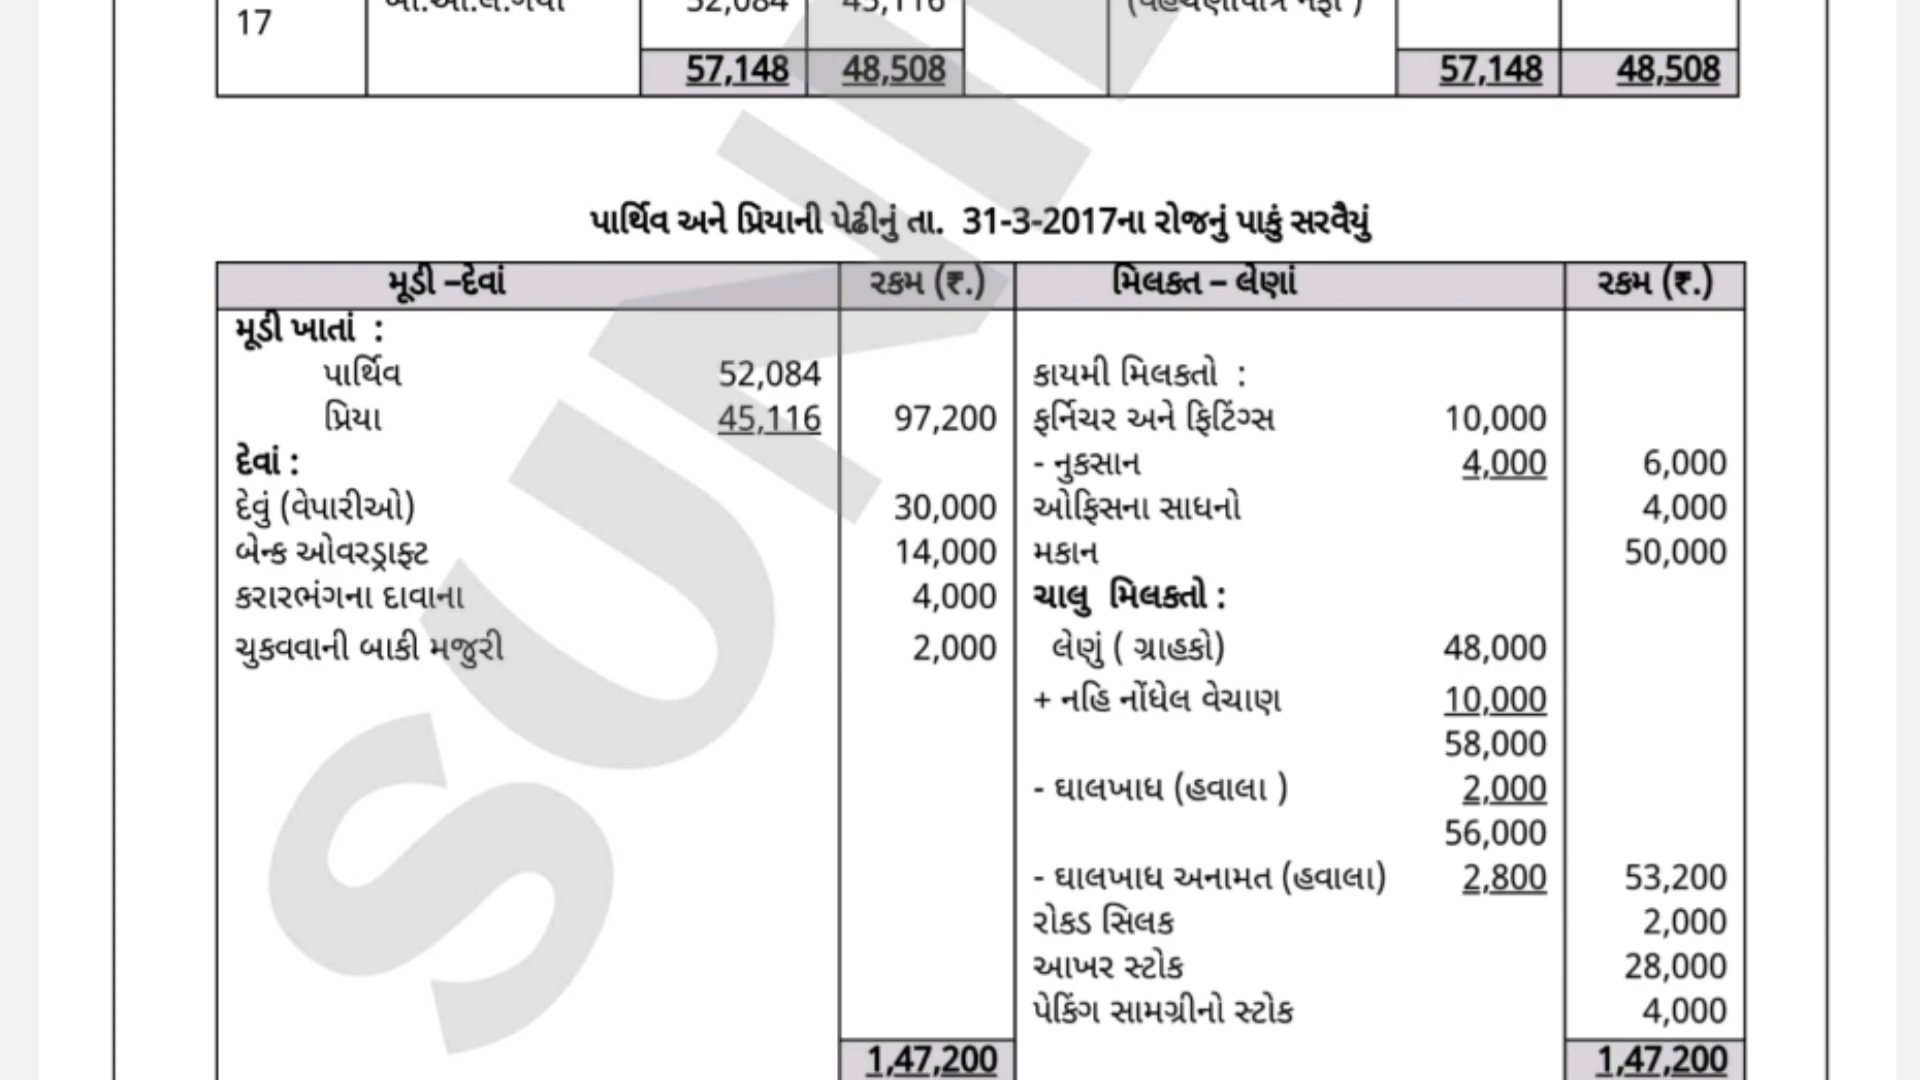 17 52,084 45,116
57,148 48,508 57,148 48,508
પાર્થિવ અને પ્રિયાની પેઢીનું તા. 31-3-2017ના રોજનું પાકું સરવૈયું
મૂડી –દેવાં રકમ (₹.) મિલકત – લેણાં રકમ (₹.)
મૂડી ખાતાં :
પાર્થિવ 52,084 કાયમી મિલકતો :
પ્રિયા 45,116 97,200 ફર્નિચર અને ફિટિંગ્સ 10,000
દેવાં : - નુકસાન 4,000 6,000
દેવું (વેપારીઓ) 30,000 ઓફિસના સાધનો 4,000
બેન્ક ઓવરડ્રાફ્ટ 14,000 મકાન 50,000
કરારભંગના દાવાના 4,000 ચાલુ મિલકતો :
ચુકવવાની બાકી મજુરી 2,000 લેણું ( ગ્રાહકો) 48,000
+ નહિ નોંધેલ વેચાણ 10,000
58,000
- ઘાલખાધ (હવાલા ) 2,000
56,000
- ઘાલખાધ અનામત (હવાલા) 2,800 53,200
રોકડ સિલક 2,000
આખર સ્ટોક 28,000
પેકિંગ સામગ્રીનો સ્ટોક 4,000
1,47,200 1,47,200